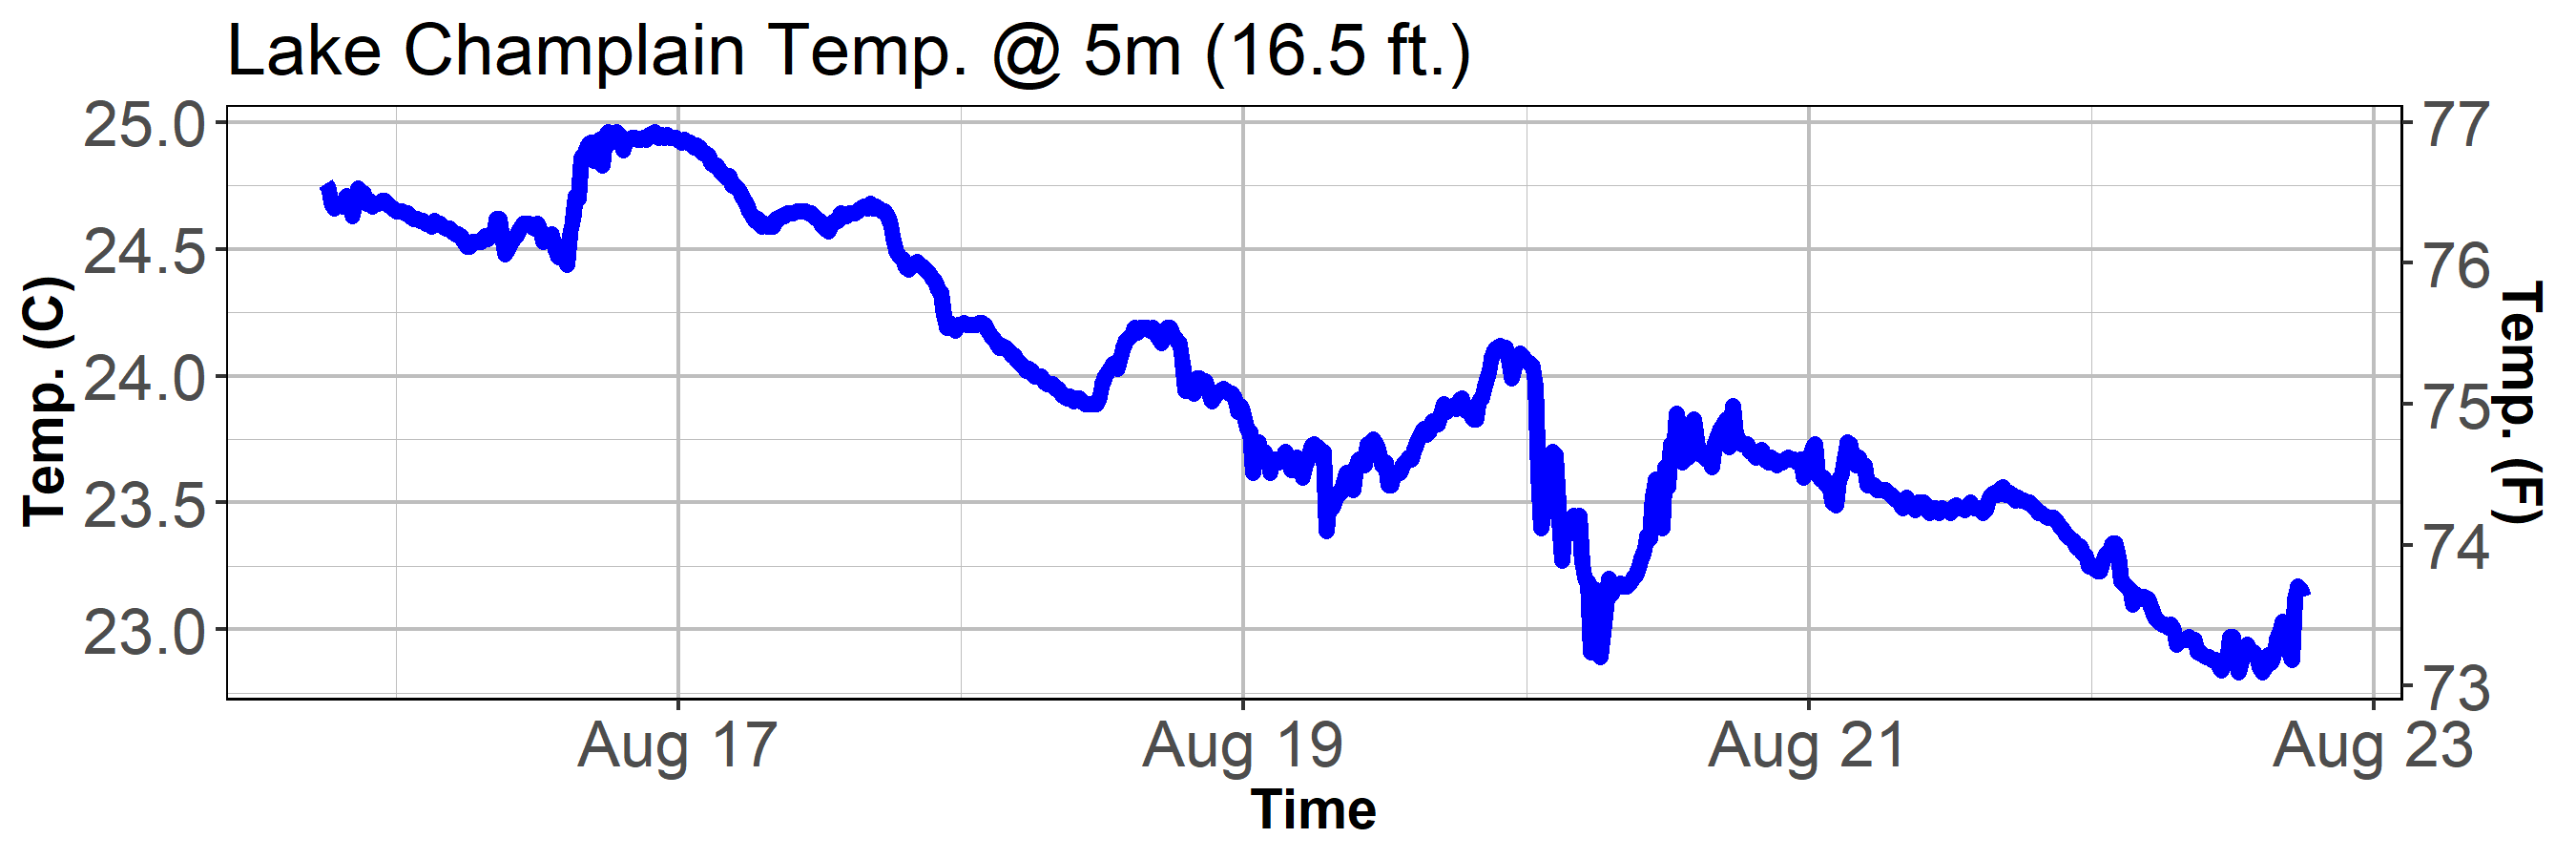 Lake Champlain Temp. @ 5m (16.5 ft.)
Temp. (C)
25.0
24.5
24.0
23.5
23.0
77
76
75
74
73
Temp. (F)
Aug 17 Aug 19 Aug 21 Aug 23
Time